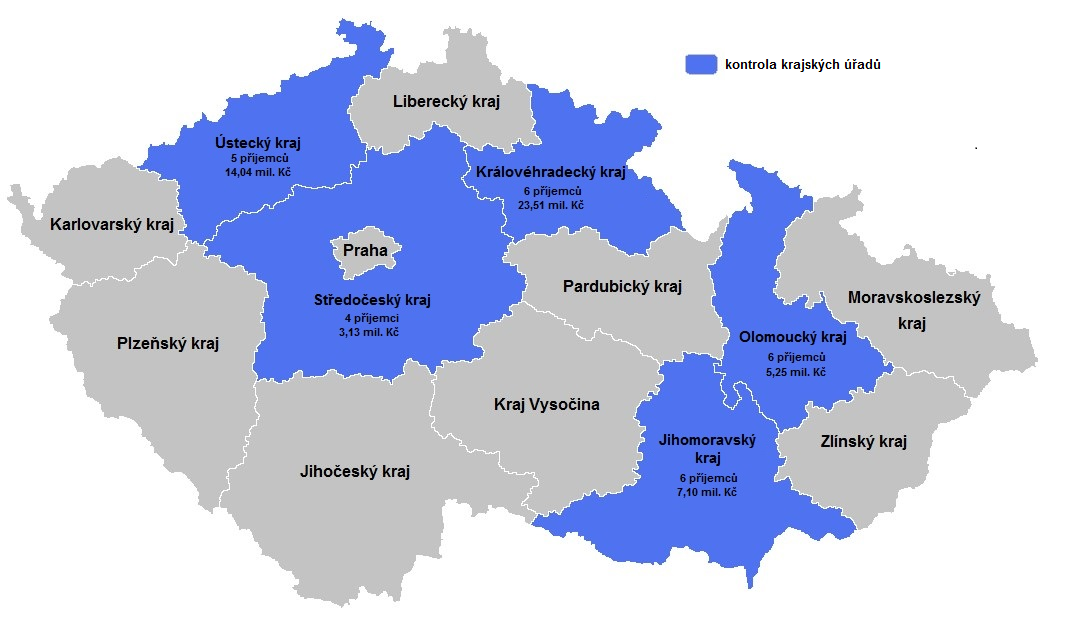 kontrola krajských úřadů
Liberecký kraj
Ústecký kraj
5 příjemců
14,04 mil. Kč
Královéhradecký kraj
6 příjemců
23,51 mil. Kč
Karlovarský kraj
Praha
Středočeský kraj
4 příjemci
3,13 mil. Kč
Pardubický kraj
Moravskoslezský
kraj
Plzeňský kraj
Olomoucký kraj
6 příjemců
5,25 mil. Kč
Kraj Vysočina
Jihomoravský
kraj
6 příjemců
7,10 mil. Kč
Zlínský kraj
Jihočeský kraj